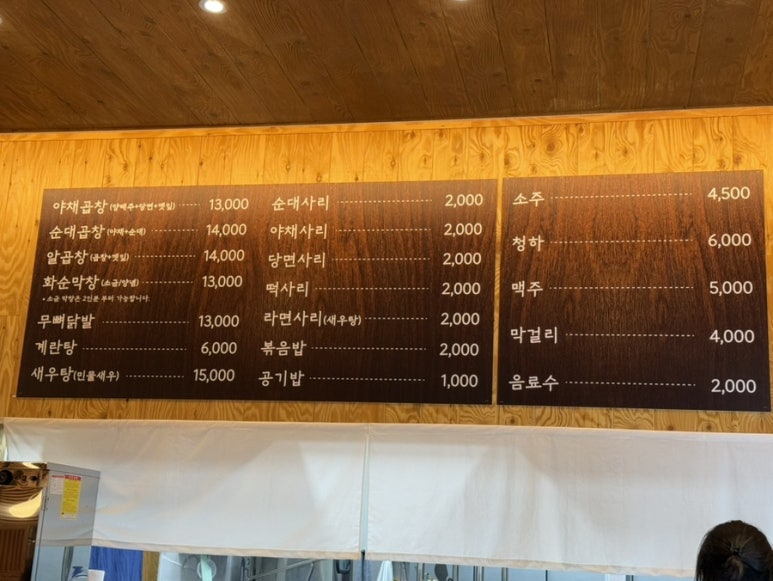 야채곱창(양배추+당면+깻잎) 13,000
순대곱창(야채+순대) 14,000
알곱창(곱창+깻잎) 14,000
화순막창(소금/양념) 13,000
* 소금 막창은 2인분 부터 가능합니다.
무뼈닭발 13,000
계란탕 6,000
새우탕(민물새우) 15,000
순대사리 2,000
야채사리 2,000
당면사리 2,000
떡사리 2,000
라면사리(새우탕) 2,000
볶음밥 2,000
공기밥 1,000
소주 4,500
청하 6,000
맥주 5,000
막걸리 4,000
음료수 2,000